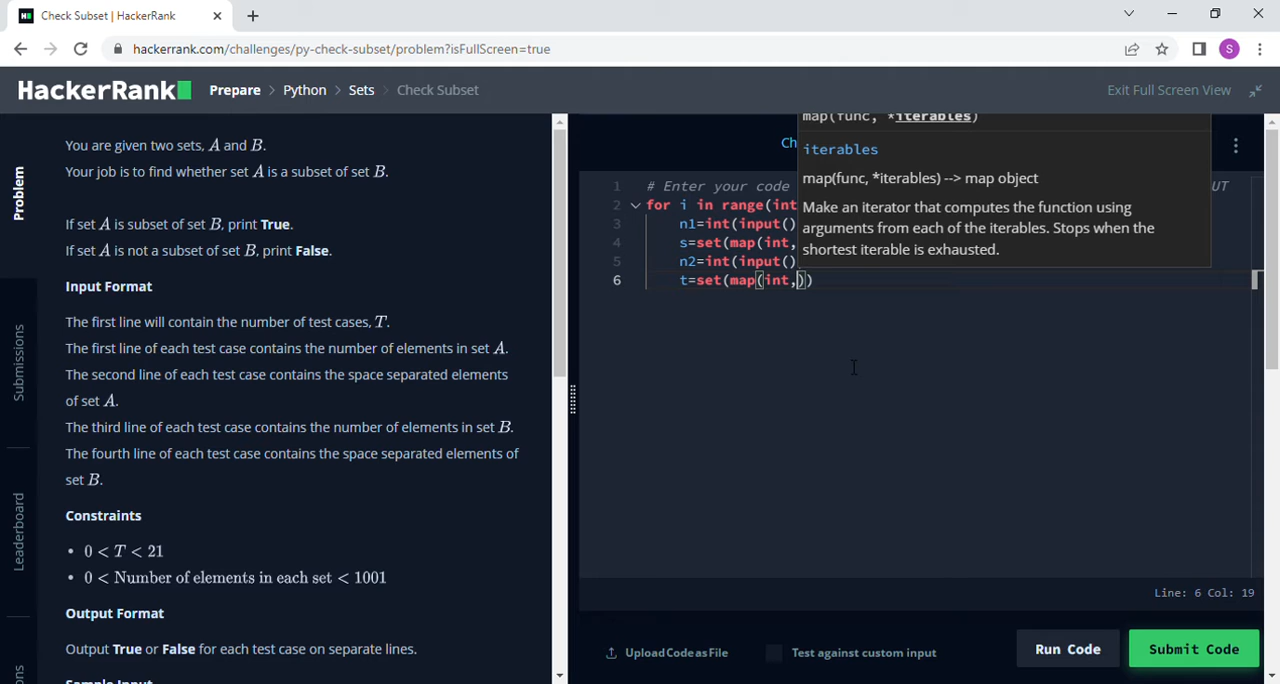 Check Subset | HackerRank
hackerrank.com/challenges/py-check-subset/problem?isFullScreen=true
S
HackerRank
Prepare > Python > Sets > Check Subset
Exit Full Screen View
Problem
Submissions
Leaderboard
You are given two sets, A and B.
Your job is to find whether set A is a subset of set B.
If set A is subset of set B, print True.
If set A is not a subset of set B, print False.
Input Format
The first line will contain the number of test cases, T.
The first line of each test case contains the number of elements in set A.
The second line of each test case contains the space separated elements
of set A.
The third line of each test case contains the number of elements in set B.
The fourth line of each test case contains the space separated elements of
set B.
Constraints
• 0 < T < 21
• 0 < Number of elements in each set < 1001
Output Format
Output True or False for each test case on separate lines.
Sample Input
Ch
map(func, *iterables)
iterables
map(func, *iterables) --> map object
Make an iterator that computes the function using
arguments from each of the iterables. Stops when the
shortest iterable is exhausted.
1 # Enter your code UT
2 for i in range(int
3 n1=int(input()
4 s=set(map(int,
5 n2=int(input()
6 t=set(map(int,))
Line: 6 Col: 19
Upload Code as File
Test against custom input
Run Code
Submit Code